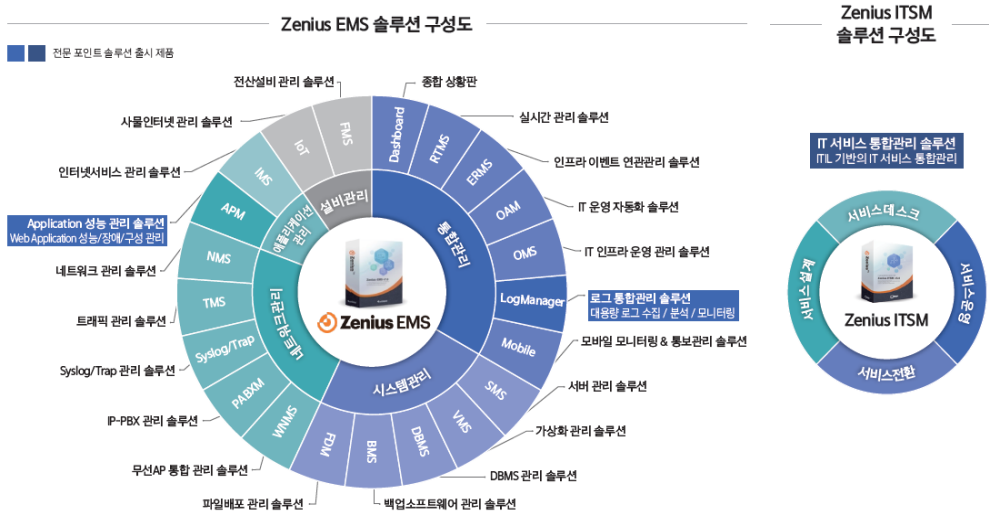 Zenius EMS 솔루션 구성도
전문 포인트 솔루션 출시 제품
종합 상황판
실시간 관리 솔루션
인프라 이벤트 연관관리 솔루션
IT 운영 자동화 솔루션
IT 인프라 운영 관리 솔루션
로그 통합관리 솔루션
대용량 로그 수집 / 분석 / 모니터링
모바일 모니터링 & 통보관리 솔루션
서버 관리 솔루션
가상화 관리 솔루션
DBMS 관리 솔루션
백업소프트웨어 관리 솔루션
파일배포 관리 솔루션
무선AP 통합 관리 솔루션
IP-PBX 관리 솔루션
Syslog/Trap 관리 솔루션
트래픽 관리 솔루션
네트워크 관리 솔루션
Application 성능 관리 솔루션
Web Application 성능/장애/구성 관리
인터넷서비스 관리 솔루션
사물인터넷 관리 솔루션
전산설비 관리 솔루션
Dashboard
RTMS
ERMS
OAM
OMS
LogManager
Mobile
SMS
VMS
DBMS
BMS
FDM
WNMS
PABXM
Syslog/Trap
TMS
NMS
APM
IMS
IoT
FMS
통합관리
시스템관리
네트워크관리
애플리케이션
관리
설비관리
Zenius EMS
Zenius ITSM
솔루션 구성도
IT 서비스 통합관리 솔루션
ITIL 기반의 IT 서비스 통합관리
서비스데스크
서비스운영
서비스전환
서비스설계
Zenius ITSM